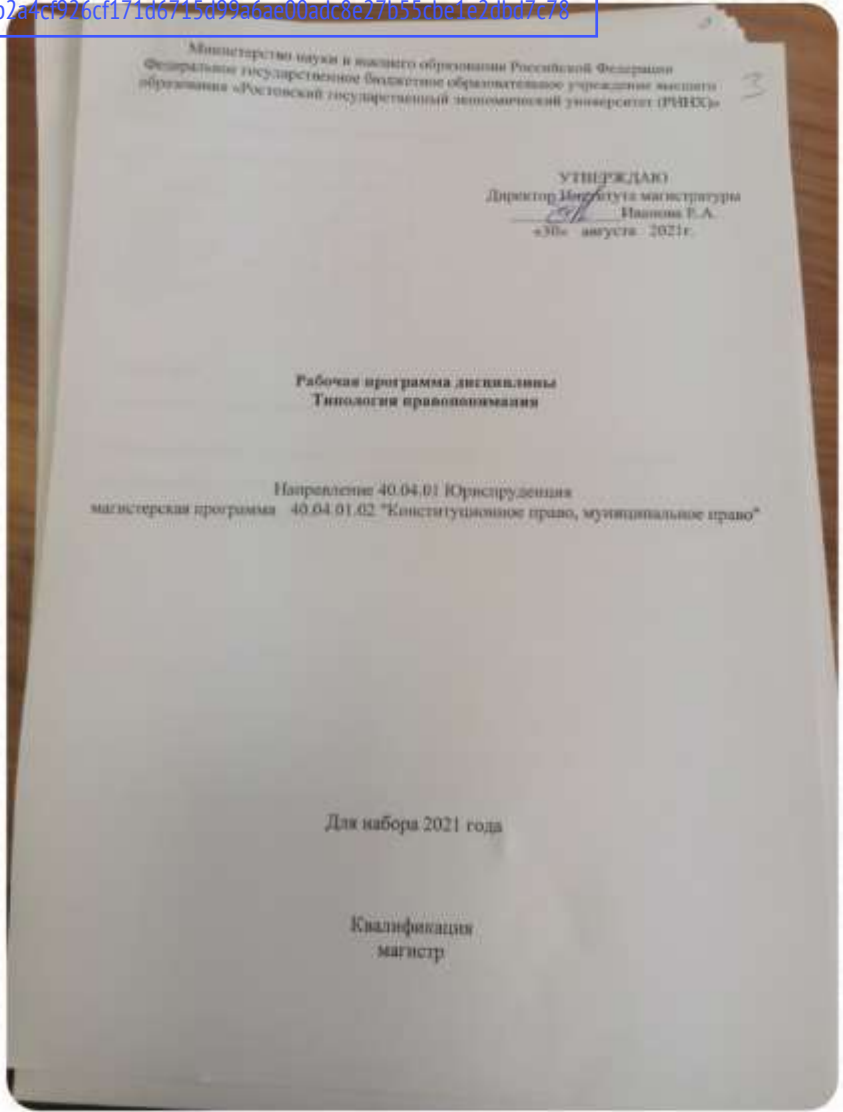 Министерство науки и высшего образования Российской Федерации
Федеральное государственное бюджетное образовательное учреждение высшего
образования «Ростовский государственный экономический университет (РИНХ)»
3
УТВЕРЖДАЮ
Директор Института магистратуры
Иванова Е.А.
«30» августа 2021г.
Рабочая программа дисциплины
Типология правопонимания
Направление 40.04.01 Юриспруденция
магистерская программа 40.04.01.02 "Конституционное право, муниципальное право"
Для набора 2021 года
Квалификация
магистр